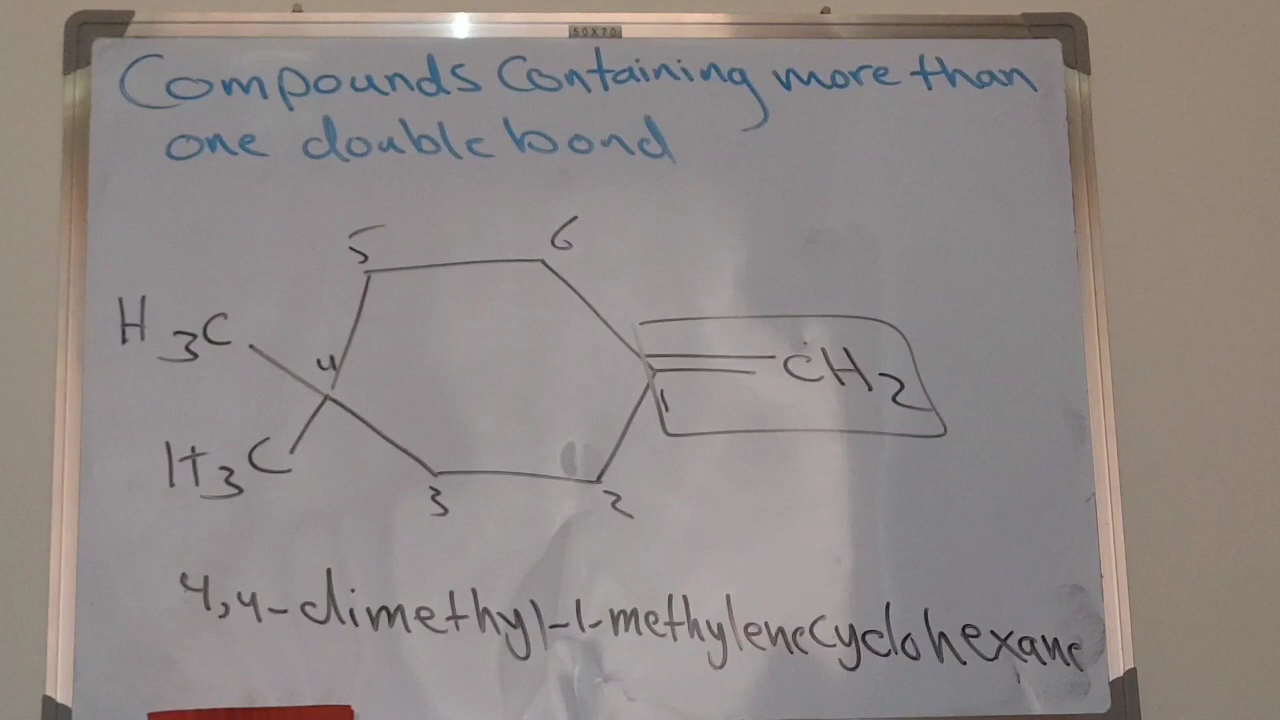 50X70
Compounds Containing more than
one double bond
5
6
H3C
4
CH2
1
H3C
3
2
4,4-dimethyl-1-methylenecyclohexane